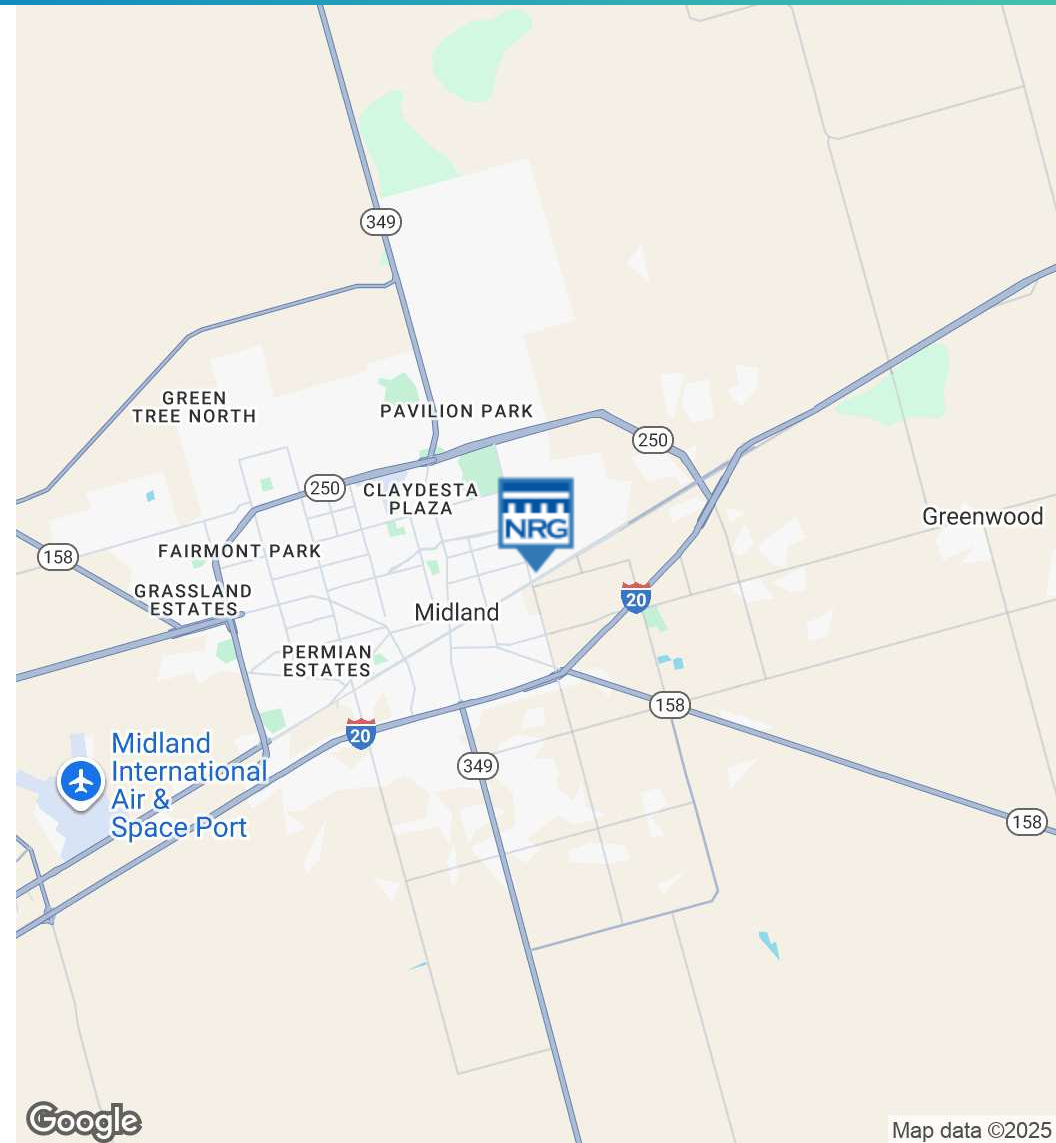 349
GREEN
TREE NORTH
PAVILION PARK
250
250
CLAYDESTA
PLAZA
NRG
Greenwood
158
FAIRMONT PARK
GRASSLAND
ESTATES
20
Midland
PERMIAN
ESTATES
158
20
349
Midland
International
Air &
Space Port
158
Google
Map data ©2025